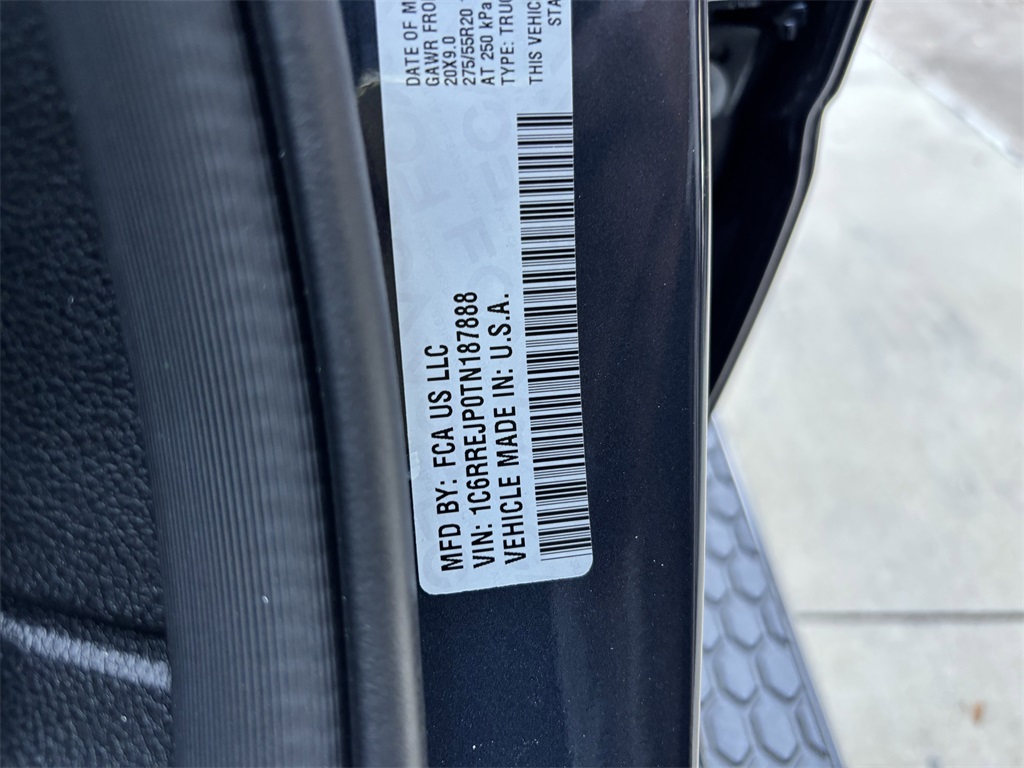 MFD BY: FCA US LLC
VIN: 1C6RREJP0TN187888
VEHICLE MADE IN: U.S.A.
DATE OF M
GAWR FRO
20X9.0
275/55R20
AT 250 kPa
TYPE: TRUC
THIS VEHIC
STA